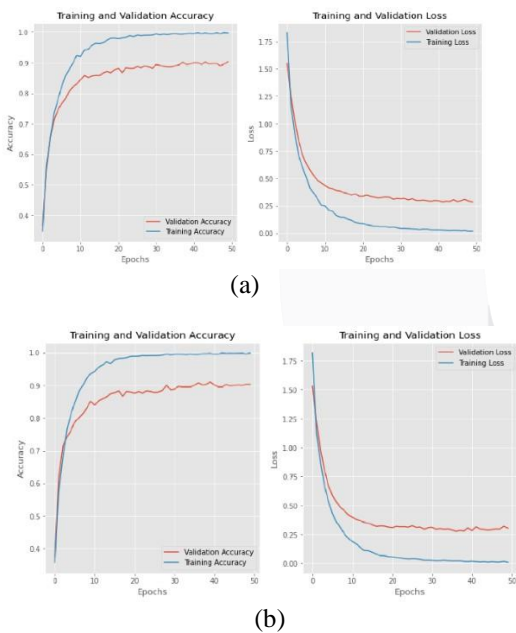 Training and Validation Accuracy
1.0
0.9
0.8
0.7
0.6
0.5
0.4
Accuracy
Validation Accuracy
Training Accuracy
0 10 20 30 40 50
Epochs
Training and Validation Loss
1.75
1.50
1.25
1.00
0.75
0.50
0.25
0.00
Loss
Validation Loss
Training Loss
0 10 20 30 40 50
Epochs
(a)
Training and Validation Accuracy
1.0
0.9
0.8
0.7
0.6
0.5
0.4
Accuracy
Validation Accuracy
Training Accuracy
0 10 20 30 40 50
Epochs
Training and Validation Loss
1.75
1.50
1.25
1.00
0.75
0.50
0.25
0.00
Loss
Validation Loss
Training Loss
0 10 20 30 40 50
Epochs
(b)